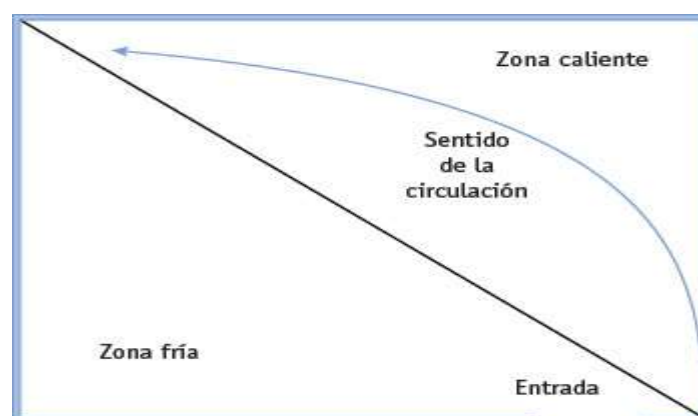 Zona caliente
Sentido
de la
circulación
Zona fría
Entrada